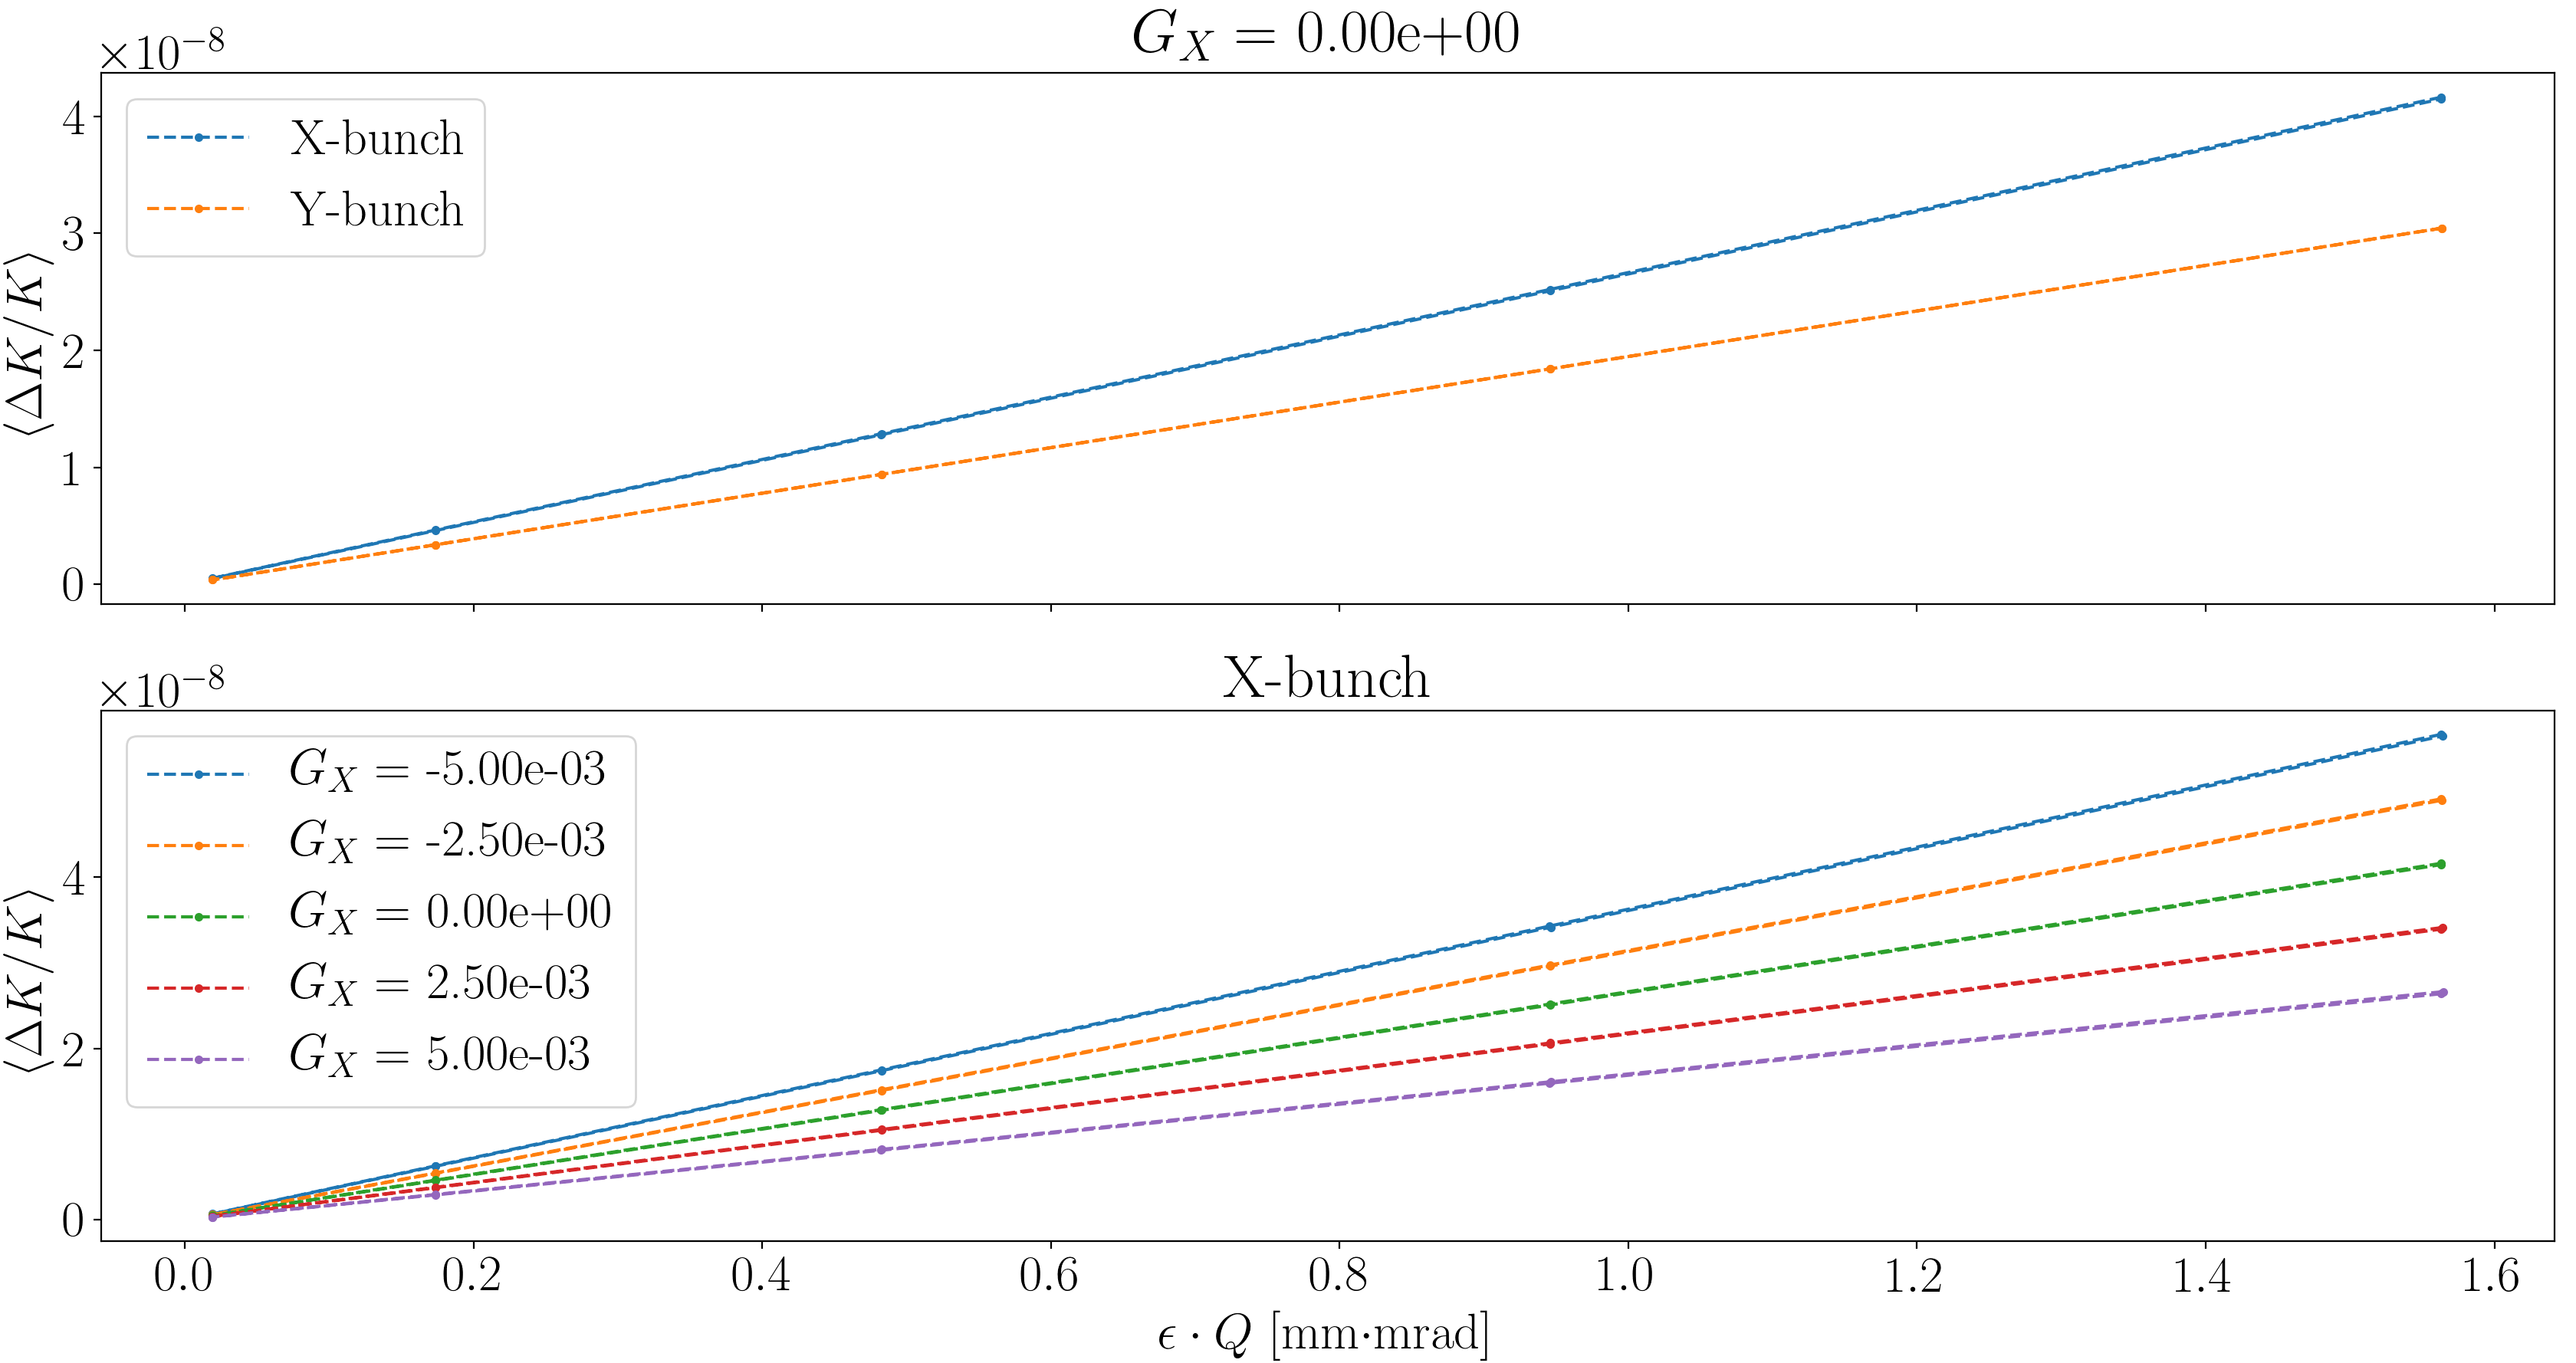 G_X = 0.00e+00
×10⁻⁸
4
3
2
1
0
⟨ΔK/K⟩
X-bunch
Y-bunch
X-bunch
×10⁻⁸
4
2
0
⟨ΔK/K⟩
G_X = -5.00e-03
G_X = -2.50e-03
G_X = 0.00e+00
G_X = 2.50e-03
G_X = 5.00e-03
0.0 0.2 0.4 0.6 0.8 1.0 1.2 1.4 1.6
ϵ · Q [mm·mrad]